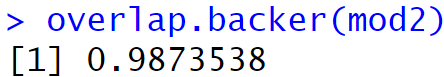 > overlap.backer(mod2)
[1] 0.9873538